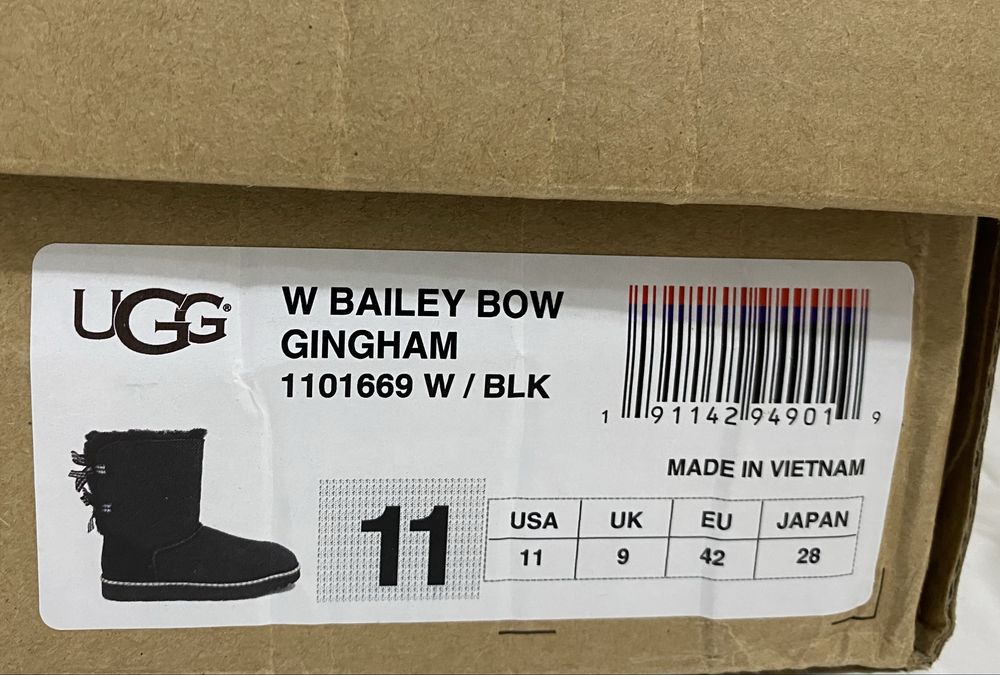 UGG®
W BAILEY BOW
GINGHAM
1101669 W / BLK
1 91142 94901 9
MADE IN VIETNAM
11
USA UK EU JAPAN
11 9 42 28